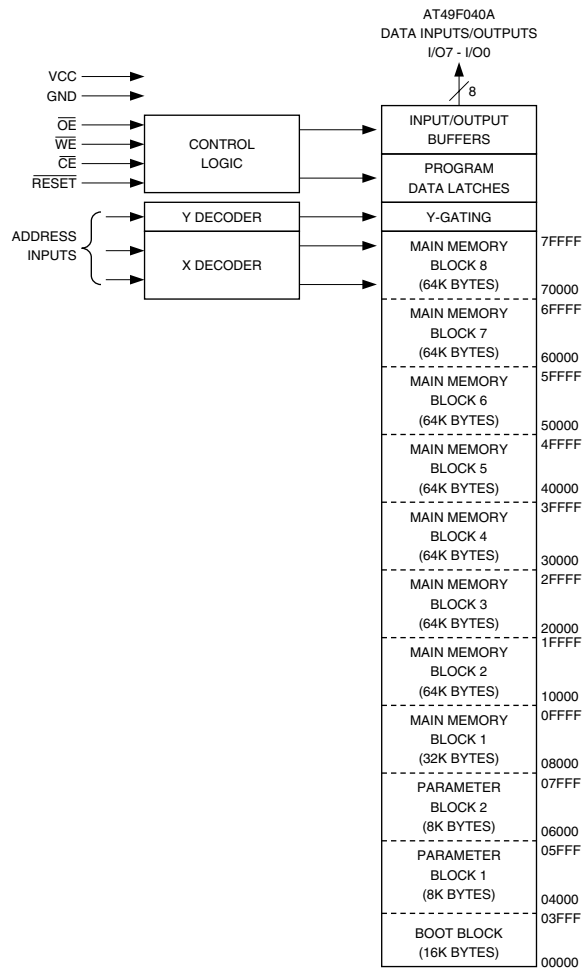 AT49F040A
DATA INPUTS/OUTPUTS
I/O7 - I/O0
8
VCC
GND
OE
WE
CE
RESET
CONTROL
LOGIC
INPUT/OUTPUT
BUFFERS
PROGRAM
DATA LATCHES
ADDRESS
INPUTS
Y DECODER
Y-GATING
X DECODER
MAIN MEMORY
BLOCK 8
(64K BYTES)
7FFFF
70000
MAIN MEMORY
BLOCK 7
(64K BYTES)
6FFFF
60000
MAIN MEMORY
BLOCK 6
(64K BYTES)
5FFFF
50000
MAIN MEMORY
BLOCK 5
(64K BYTES)
4FFFF
40000
MAIN MEMORY
BLOCK 4
(64K BYTES)
3FFFF
30000
MAIN MEMORY
BLOCK 3
(64K BYTES)
2FFFF
20000
MAIN MEMORY
BLOCK 2
(64K BYTES)
1FFFF
10000
MAIN MEMORY
BLOCK 1
(32K BYTES)
0FFFF
08000
PARAMETER
BLOCK 2
(8K BYTES)
07FFF
06000
PARAMETER
BLOCK 1
(8K BYTES)
05FFF
04000
BOOT BLOCK
(16K BYTES)
03FFF
00000